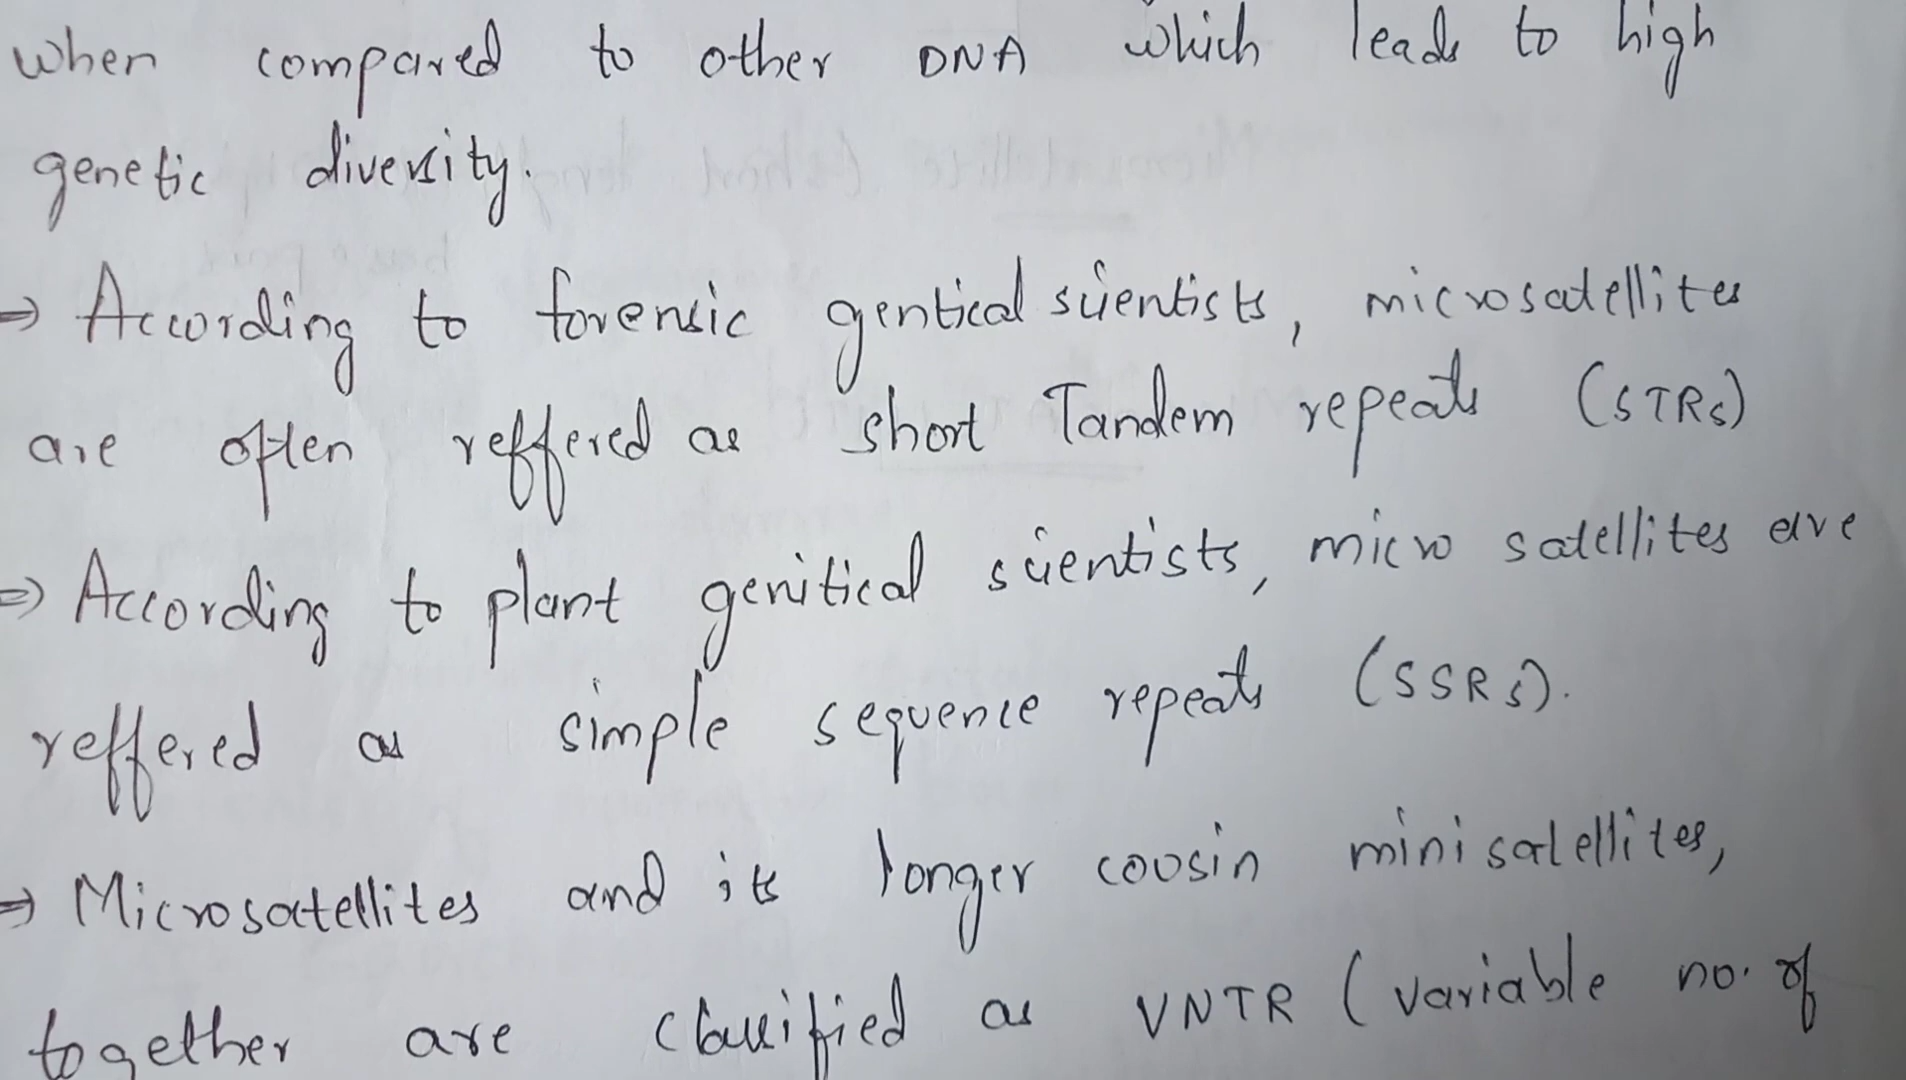 when compared to other DNA which leads to high
genetic diversity.
⇒ According to forensic gentical scientists, microsatellites
are often reffered as short Tandem repeats (STRs)
⇒ According to plant genitical scientists, micro satellites are
reffered as simple sequence repeats (SSRs).
⇒ Microsatellites and its longer cousin minisatellites,
together are classified as VNTR (variable no. of